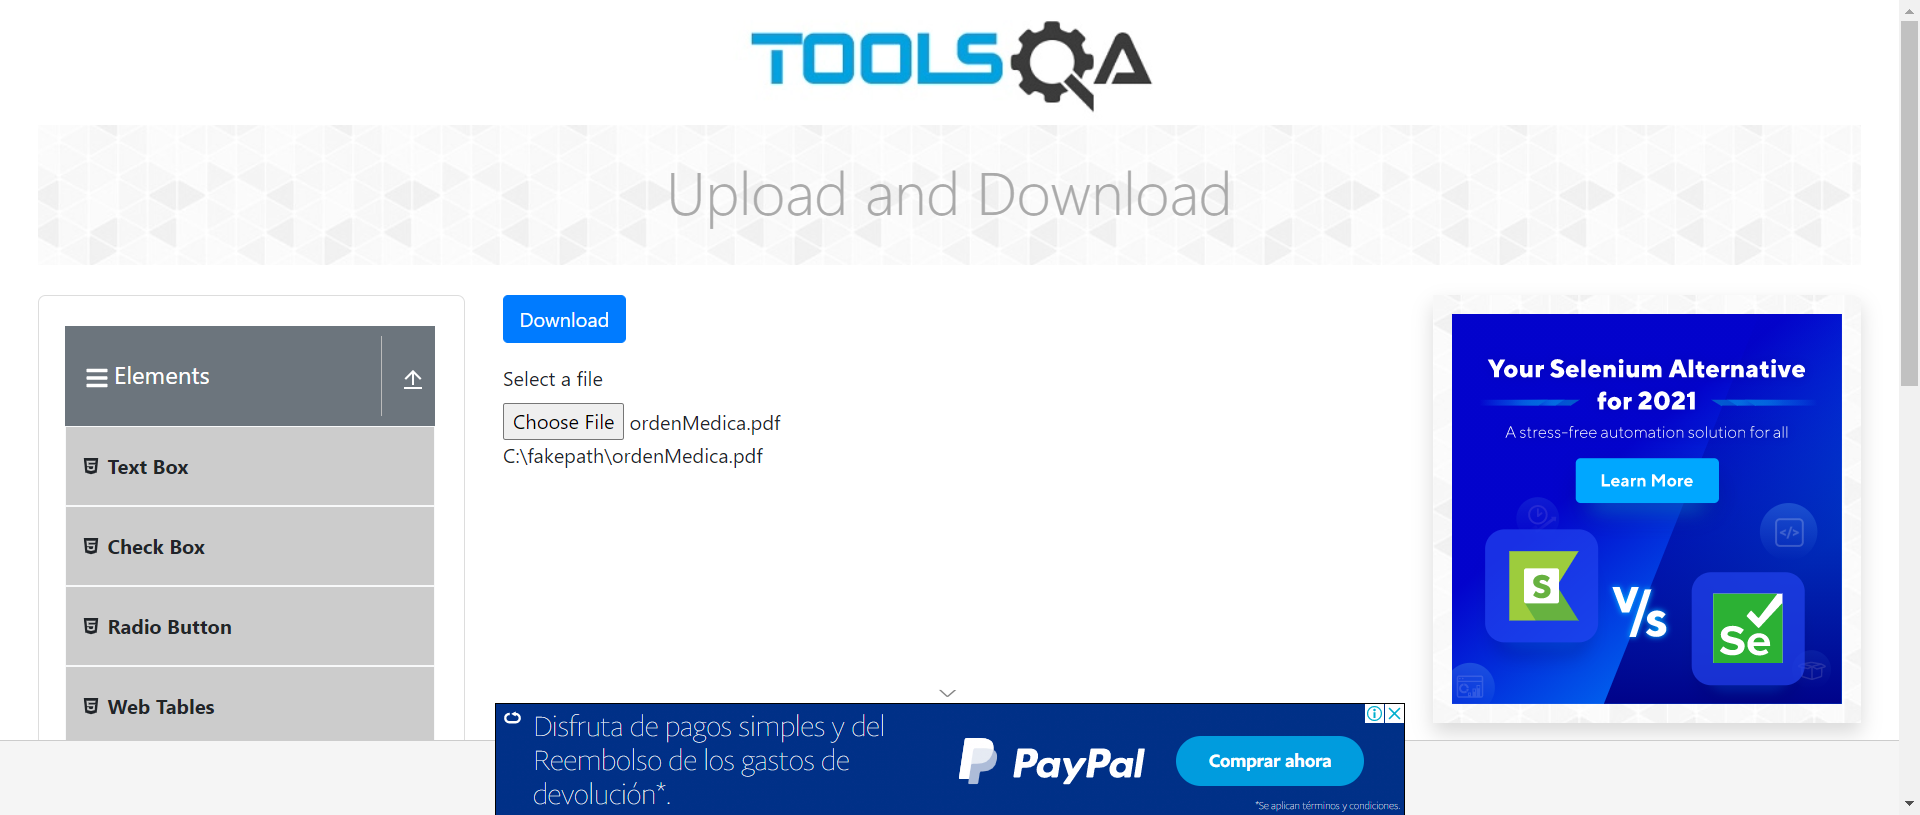 TOOLSQA
Upload and Download
Elements
Text Box
Check Box
Radio Button
Web Tables
Download
Select a file
Choose File ordenMedica.pdf
C:\fakepath\ordenMedica.pdf
Your Selenium Alternative
for 2021
A stress-free automation solution for all
Learn More
S
V/s
Se
Disfruta de pagos simples y del
Reembolso de los gastos de
devolución*.
PayPal
Comprar ahora
*Se aplican términos y condiciones.